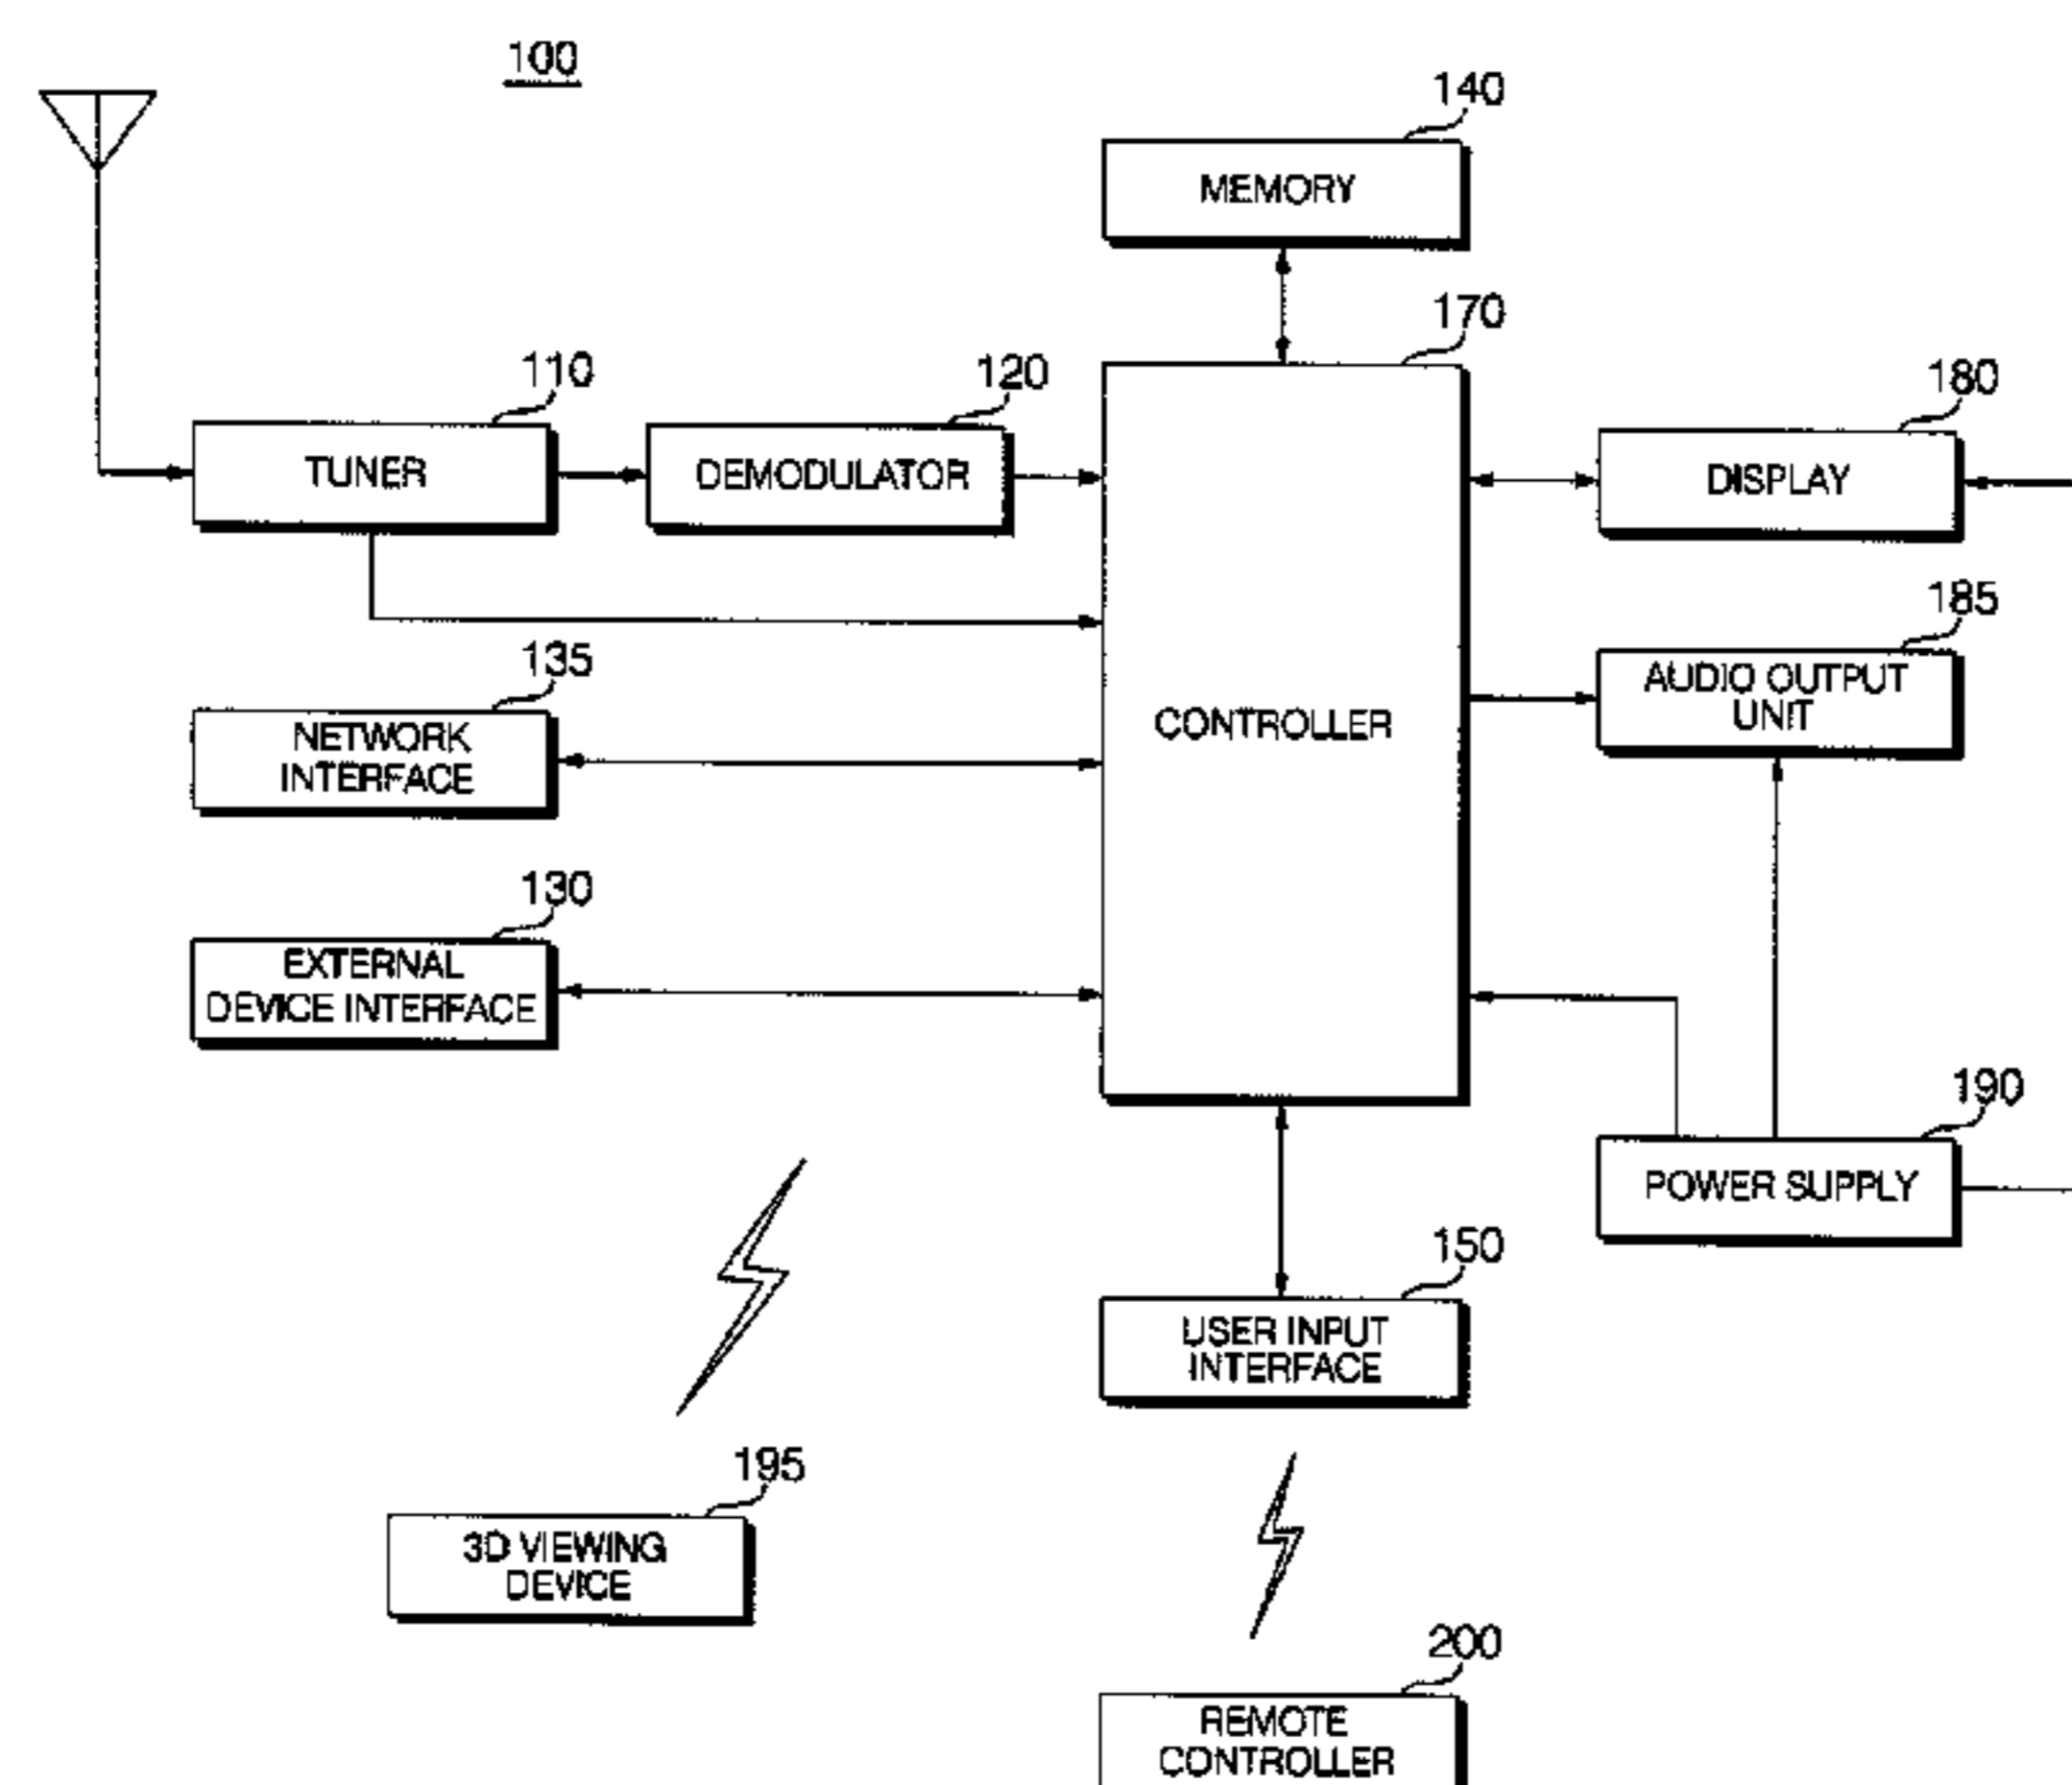 100
140
MEMORY
170
110
120
180
TUNER
DEMODULATOR
DISPLAY
185
135
AUDIO OUTPUT
UNIT
NETWORK
INTERFACE
CONTROLLER
130
EXTERNAL
DEVICE INTERFACE
190
POWER SUPPLY
150
USER INPUT
INTERFACE
195
3D VIEWING
DEVICE
200
REMOTE
CONTROLLER